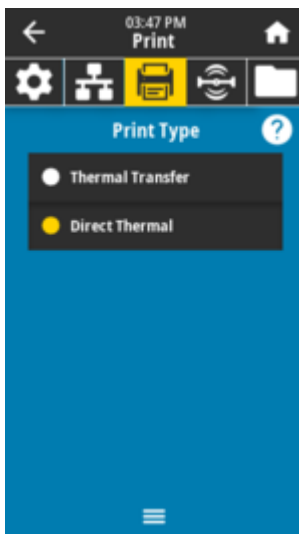 03:47 PM
Print
Print Type
?
Thermal Transfer
Direct Thermal